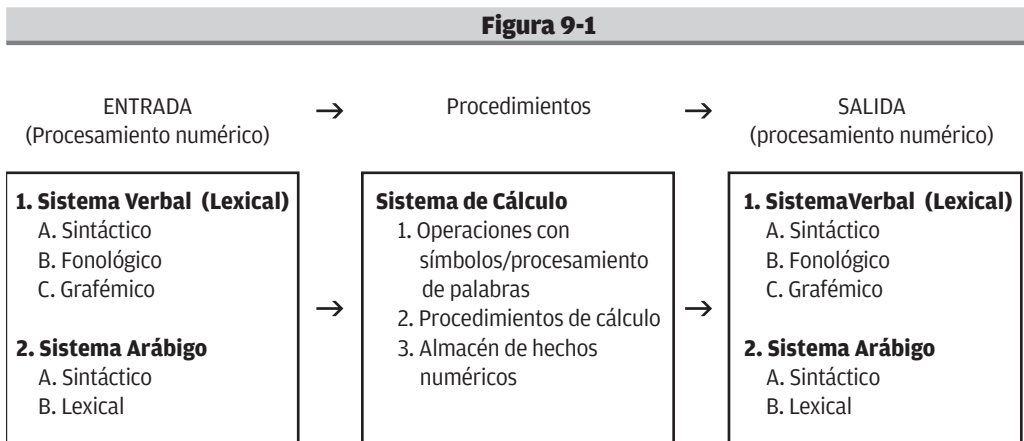 Figura 9-1
ENTRADA → Procedimientos → SALIDA
(Procesamiento numérico) (procesamiento numérico)
1. Sistema Verbal (Lexical)
A. Sintáctico
B. Fonológico
C. Grafémico
2. Sistema Arábigo
A. Sintáctico
B. Lexical
→
Sistema de Cálculo
1. Operaciones con
símbolos/procesamiento
de palabras
2. Procedimientos de cálculo
3. Almacén de hechos
numéricos
→
1. SistemaVerbal (Lexical)
A. Sintáctico
B. Fonológico
C. Grafémico
2. Sistema Arábigo
A. Sintáctico
B. Lexical